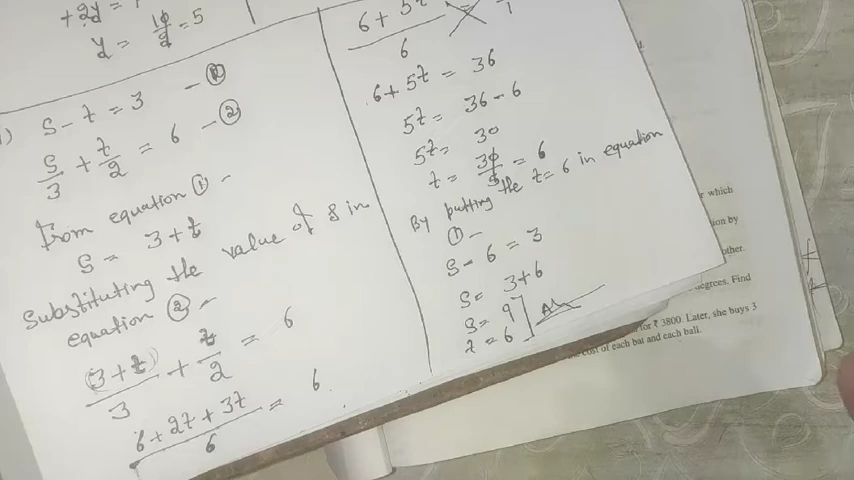 +2y =
y = 10/2 = 5
s - t = 3 - ①
s/3 + t/2 = 6 - ②
From equation ① -
s = 3 + t
Substituting the value of s in
equation ② -
(3 + t)/3 + t/2 = 6
(6 + 2t + 3t)/6 = 6
6 + 5t
6
6 + 5t = 36
5t = 36 - 6
5t = 30
t = 30/5 = 6
By putting the t = 6 in equation
① -
s - 6 = 3
s = 3 + 6
s = 9
t = 6
Ans
which
by
other.
degrees. Find
for ₹ 3800. Later, she buys 3
cost of each bat and each ball.